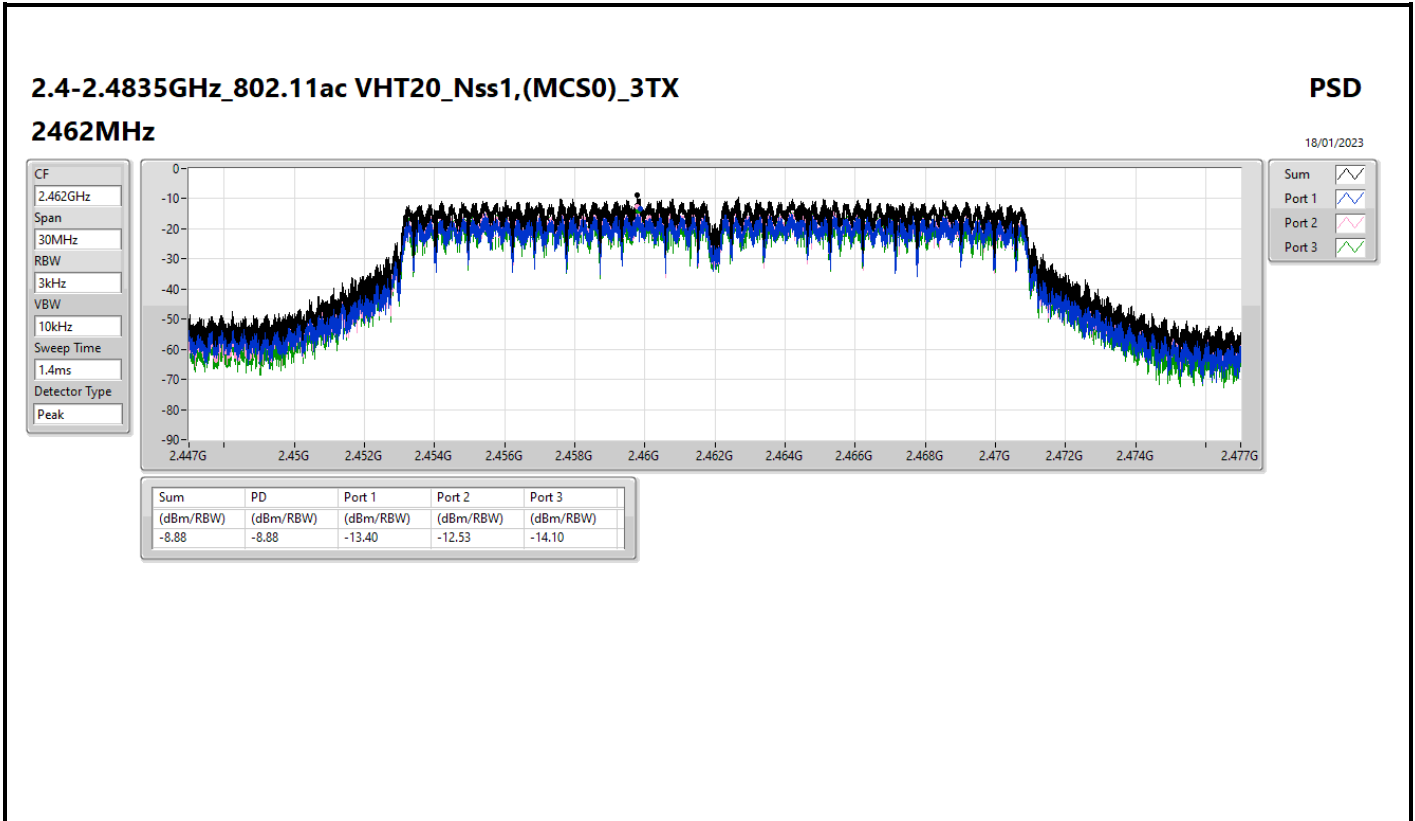 2.4-2.4835GHz_802.11ac VHT20_Nss1,(MCS0)_3TX
PSD
2462MHz
18/01/2023
CF
2.462GHz
Span
30MHz
RBW
3kHz
VBW
10kHz
Sweep Time
1.4ms
Detector Type
Peak
0
-10
-20
-30
-40
-50
-60
-70
-80
-90
2.447G 2.45G 2.452G 2.454G 2.456G 2.458G 2.46G 2.462G 2.464G 2.466G 2.468G 2.47G 2.472G 2.474G 2.477G
Sum
Port 1
Port 2
Port 3
Sum PD Port 1 Port 2 Port 3
(dBm/RBW) (dBm/RBW) (dBm/RBW) (dBm/RBW) (dBm/RBW)
-8.88 -8.88 -13.40 -12.53 -14.10